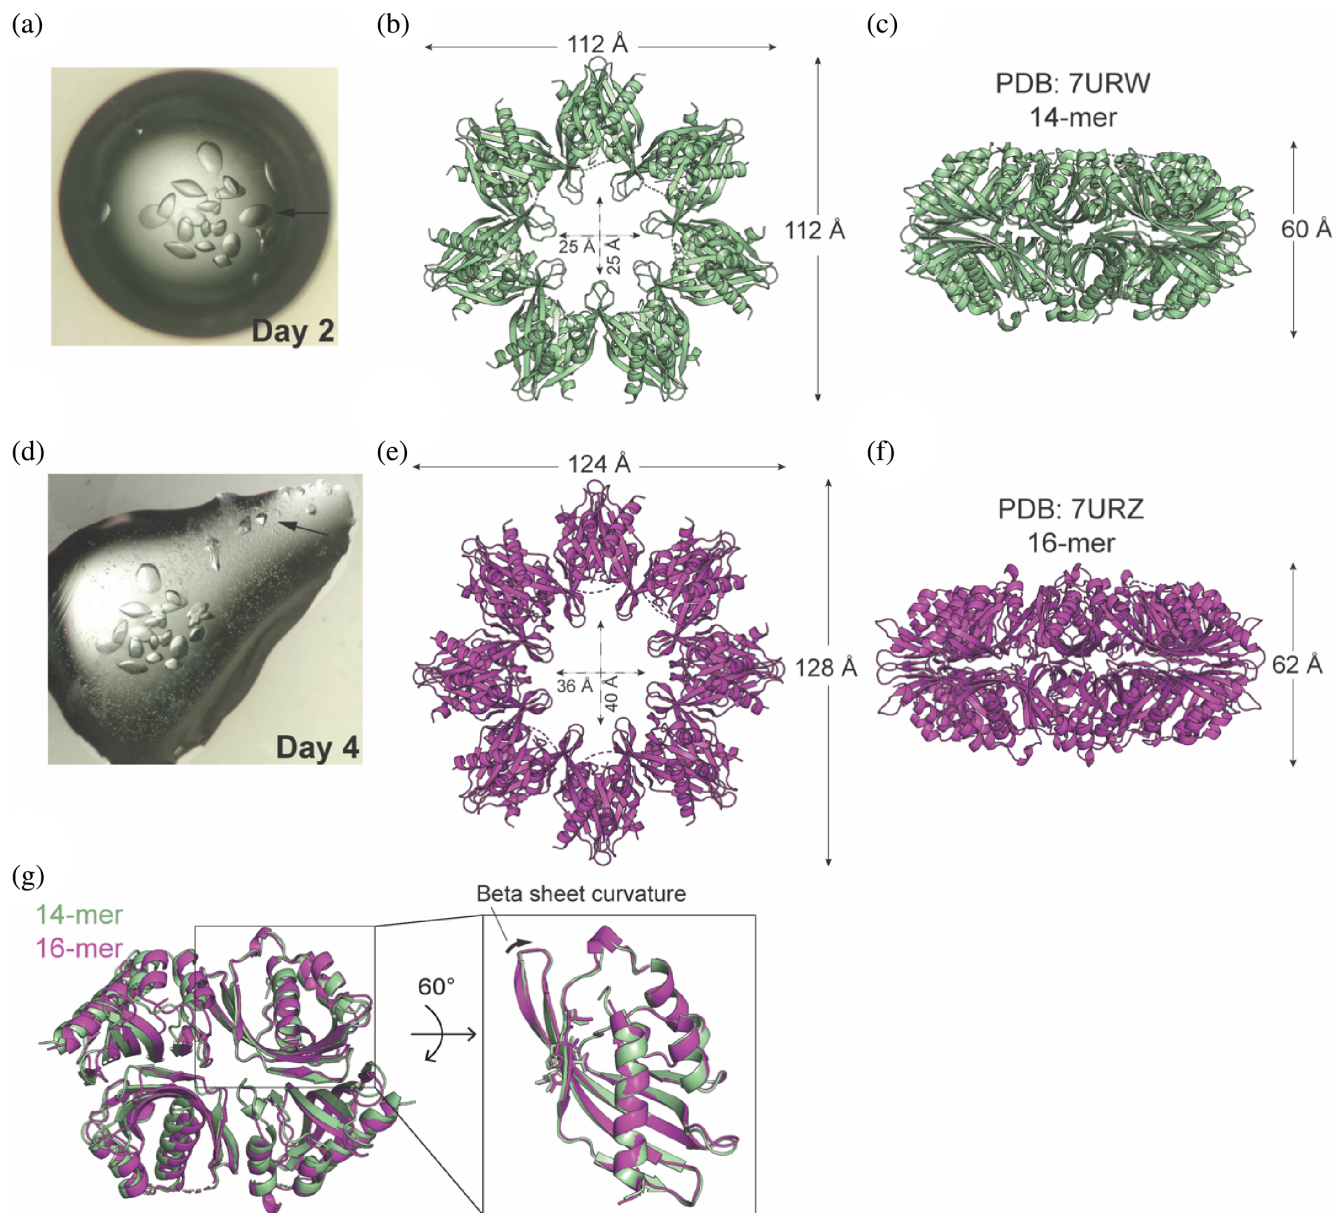 (a)
Day 2
(b)
112 Å
112 Å
25 Å
25 Å
(c)
PDB: 7URW
14-mer
60 Å
(d)
Day 4
(e)
124 Å
128 Å
36 Å
40 Å
(f)
PDB: 7URZ
16-mer
62 Å
(g)
14-mer
16-mer
60°
Beta sheet curvature